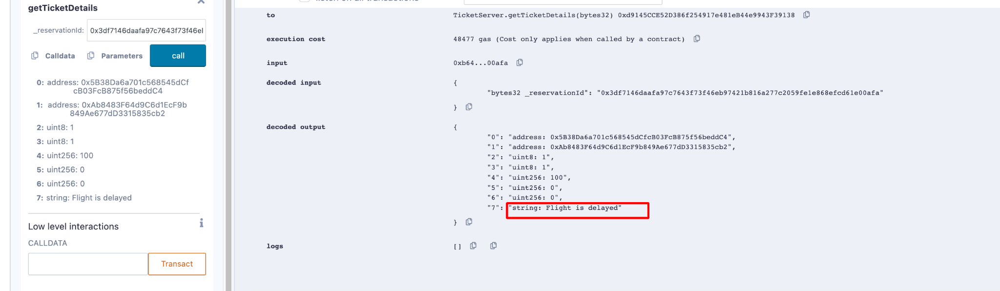 getTicketDetails
_reservationId:
0x3df7146daafa97c7643f73f46el
Calldata
Parameters
call
0: address: 0x5B38Da6a701c568545dCf
cB03FcB875f56beddC4
1: address: 0xAb8483F64d9C6d1EcF9b
849Ae677dD3315835cb2
2: uint8: 1
3: uint8: 1
4: uint256: 100
5: uint256: 0
6: uint256: 0
7: string: Flight is delayed
Low level interactions
CALLDATA
Transact
listen on all transactions
to
TicketServer.getTicketDetails(bytes32) 0xd9145CCE52D386f254917e481eB44e9943F39138
execution cost
48477 gas (Cost only applies when called by a contract)
input
0xb64...00afa
decoded input
{
"bytes32 _reservationId": "0x3df7146daafa97c7643f73f46eb97421b816a277c2059fe1e868efcd61e00afa"
}
decoded output
{
"0": "address: 0x5B38Da6a701c568545dCfcB03FcB875f56beddC4",
"1": "address: 0xAb8483F64d9C6d1EcF9b849Ae677dD3315835cb2",
"2": "uint8: 1",
"3": "uint8: 1",
"4": "uint256: 100",
"5": "uint256: 0",
"6": "uint256: 0",
"7": "string: Flight is delayed"
}
logs
[]